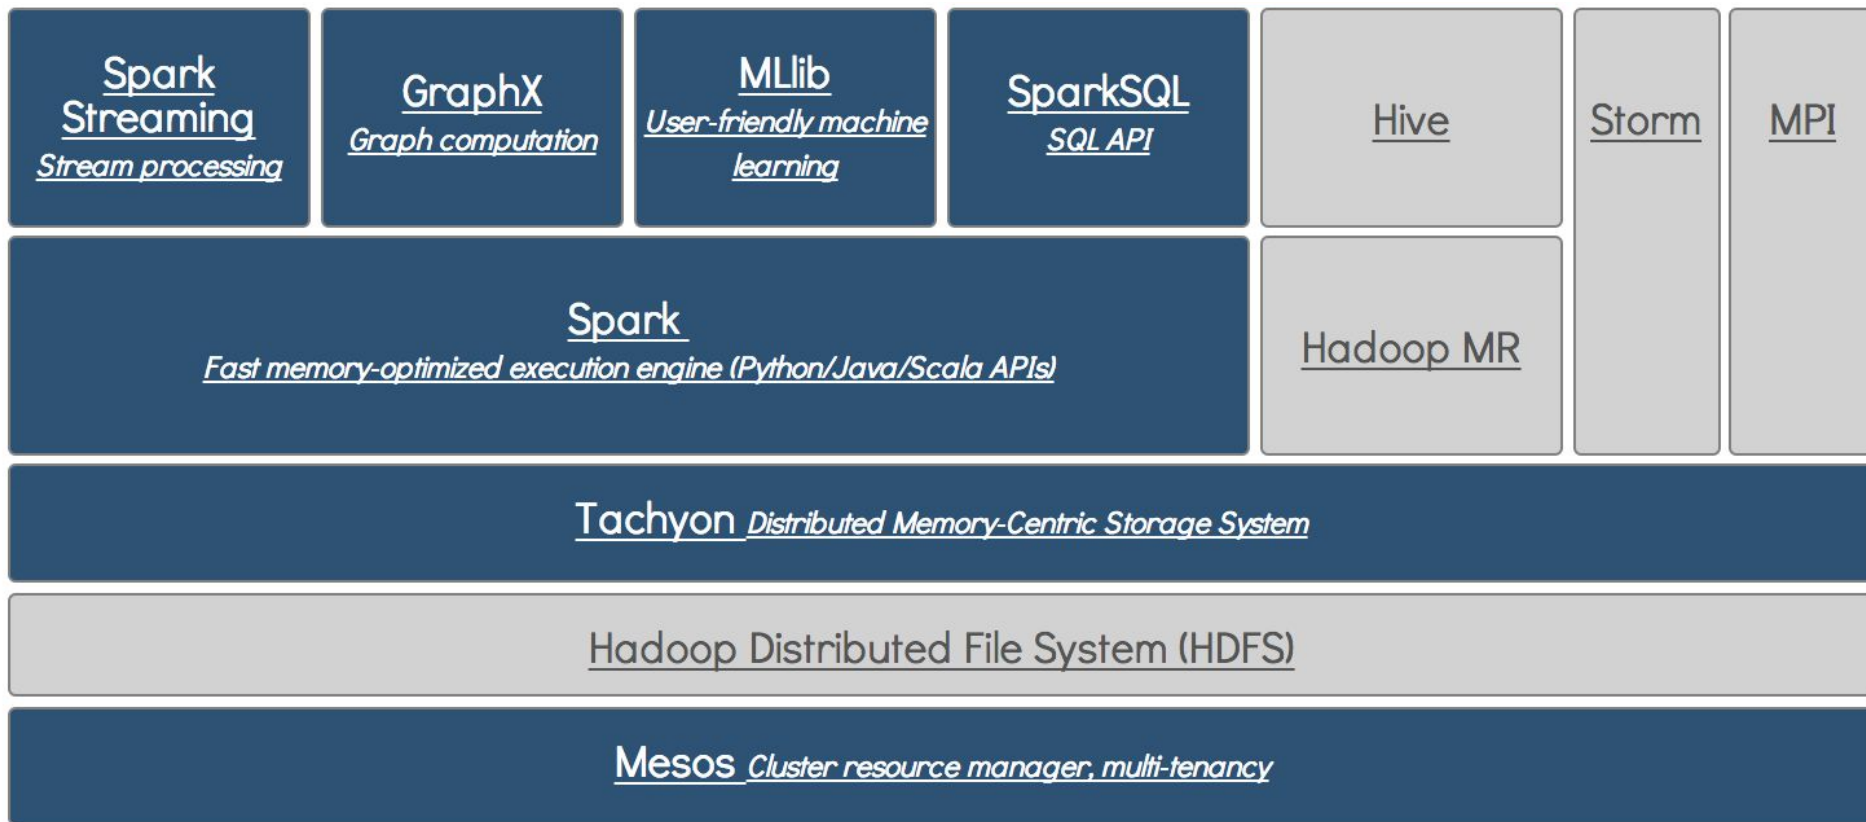 Spark
Streaming
Stream processing
GraphX
Graph computation
MLlib
User-friendly machine
learning
SparkSQL
SQL API
Hive
Storm
MPI
Spark
Fast memory-optimized execution engine (Python/Java/Scala APIs)
Hadoop MR
Tachyon Distributed Memory-Centric Storage System
Hadoop Distributed File System (HDFS)
Mesos Cluster resource manager, multi-tenancy